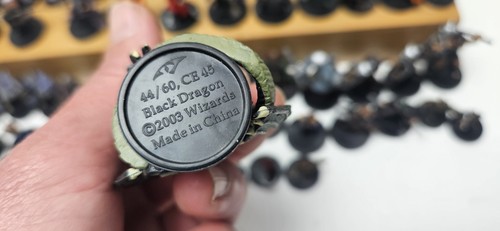 44/60, CE 45
Black Dragon
©2003 Wizards
Made in China